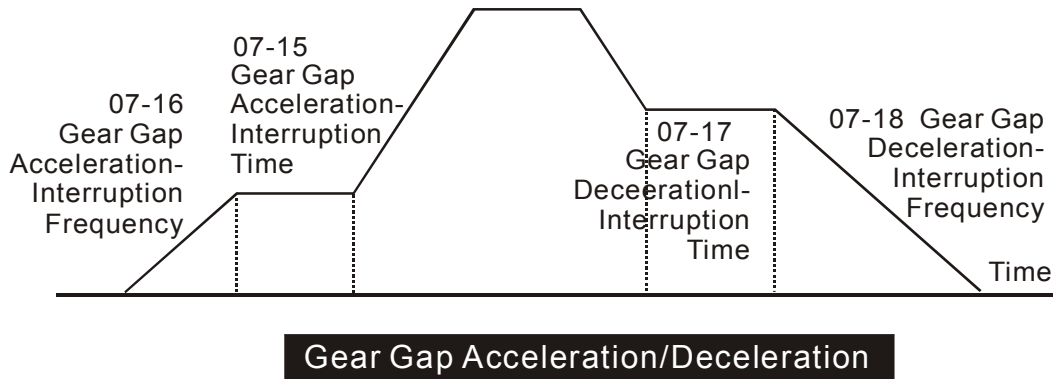 07-16
Gear Gap
Acceleration-
Interruption
Frequency
07-15
Gear Gap
Acceleration-
Interruption
Time
07-17
Gear Gap
DeceerationI-
Interruption
Time
07-18 Gear Gap
Deceleration-
Interruption
Frequency
Time
Gear Gap Acceleration/Deceleration